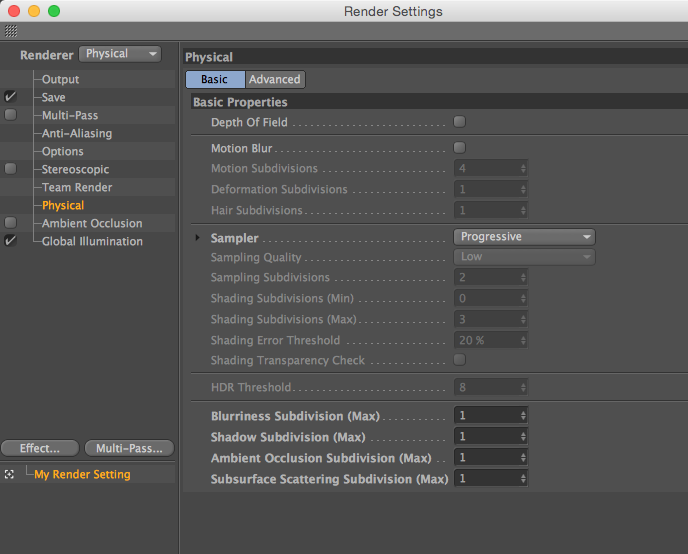 Render Settings
Renderer Physical
Output
Save
Multi-Pass
Anti-Aliasing
Options
Stereoscopic
Team Render
Physical
Ambient Occlusion
Global Illumination
Effect... Multi-Pass...
My Render Setting
Physical
Basic Advanced
Basic Properties
Depth Of Field
Motion Blur
Motion Subdivisions 4
Deformation Subdivisions 1
Hair Subdivisions 1
Sampler Progressive
Sampling Quality Low
Sampling Subdivisions 2
Shading Subdivisions (Min) 0
Shading Subdivisions (Max) 3
Shading Error Threshold 20 %
Shading Transparency Check
HDR Threshold 8
Blurriness Subdivision (Max) 1
Shadow Subdivision (Max) 1
Ambient Occlusion Subdivision (Max) 1
Subsurface Scattering Subdivision (Max) 1